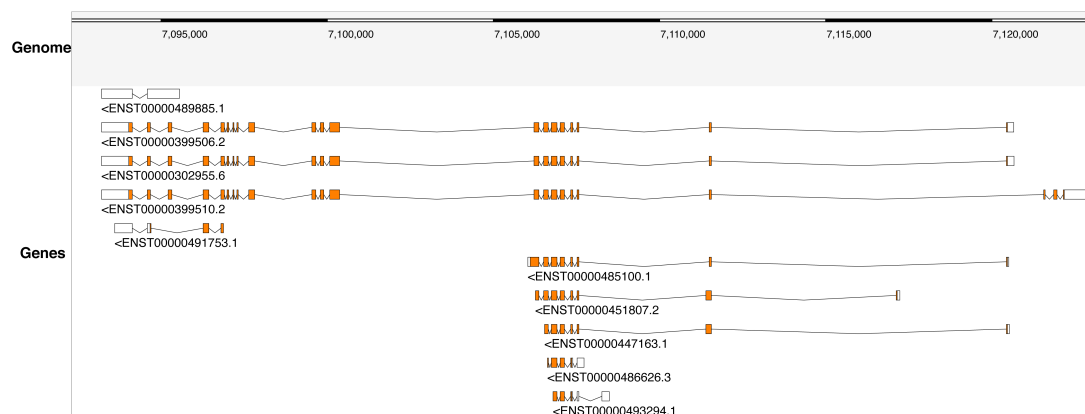 7,095,000 7,100,000 7,105,000 7,110,000 7,115,000 7,120,000
Genome
<ENST00000489885.1
<ENST00000399506.2
<ENST00000302955.6
<ENST00000399510.2
<ENST00000491753.1
Genes
<ENST00000485100.1
<ENST00000451807.2
<ENST00000447163.1
<ENST00000486626.3
<ENST00000493294.1